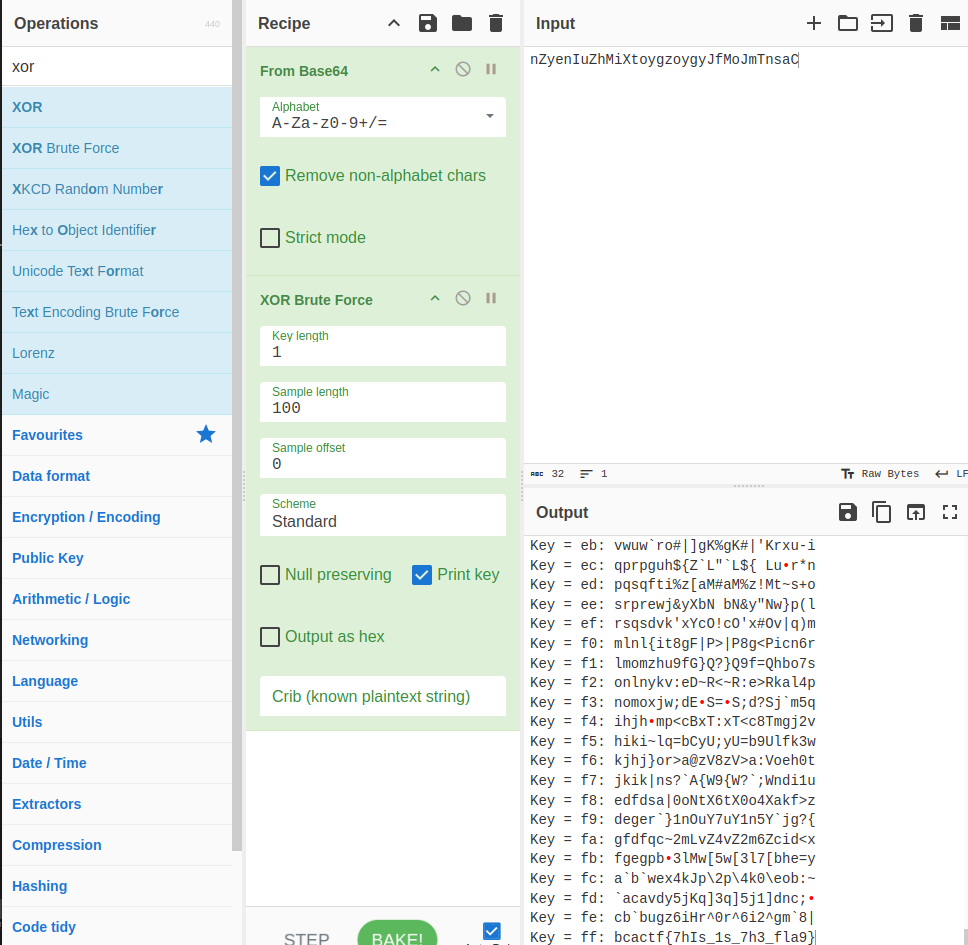 Operations
440
xor
XOR
XOR Brute Force
XKCD Random Number
Hex to Object Identifier
Unicode Text Format
Text Encoding Brute Force
Lorenz
Magic
Favourites
Data format
Encryption / Encoding
Public Key
Arithmetic / Logic
Networking
Language
Utils
Date / Time
Extractors
Compression
Hashing
Code tidy
Recipe
From Base64
Alphabet
A-Za-z0-9+/=
Remove non-alphabet chars
Strict mode
XOR Brute Force
Key length
1
Sample length
100
Sample offset
0
Scheme
Standard
Null preserving
Print key
Output as hex
Crib (known plaintext string)
STEP
BAKE!
Input
nZyenIuZhMiXtoygzoygyJfMoJmTnsaC
ABC 32
1
Raw Bytes
LF
Output
Key = eb: vwuw`ro#|]gK%gK#|'Krxu-i
Key = ec: qprpguh${Z`L"`L${ Lu•r*n
Key = ed: pqsqfti%z[aM#aM%z!Mt~s+o
Key = ee: srprewj&yXbN bN&y"Nw}p(l
Key = ef: rsqsdvk'xYcO!cO'x#Ov|q)m
Key = f0: mlnl{it8gF|P>|P8g<Picn6r
Key = f1: lmomzhu9fG}Q?}Q9f=Qhbo7s
Key = f2: onlnykv:eD~R<~R:e>Rkal4p
Key = f3: nomoxjw;dE•S=•S;d?Sj`m5q
Key = f4: ihjh•mp<cBxT:xT<c8Tmgj2v
Key = f5: hiki~lq=bCyU;yU=b9Ulfk3w
Key = f6: kjhj}or>a@zV8zV>a:Voeh0t
Key = f7: jkik|ns?`A{W9{W?`;Wndi1u
Key = f8: edfdsa|0oNtX6tX0o4Xakf>z
Key = f9: deger`}1nOuY7uY1n5Y`jg?{
Key = fa: gfdfqc~2mLvZ4vZ2m6Zcid<x
Key = fb: fgegpb•3lMw[5w[3l7[bhe=y
Key = fc: a`b`wex4kJp\2p\4k0\eob:~
Key = fd: `acavdy5jKq]3q]5j1]dnc;•
Key = fe: cb`bugz6iHr^0r^6i2^gm`8|
Key = ff: bcactf{7hIs_1s_7h3_fla9}